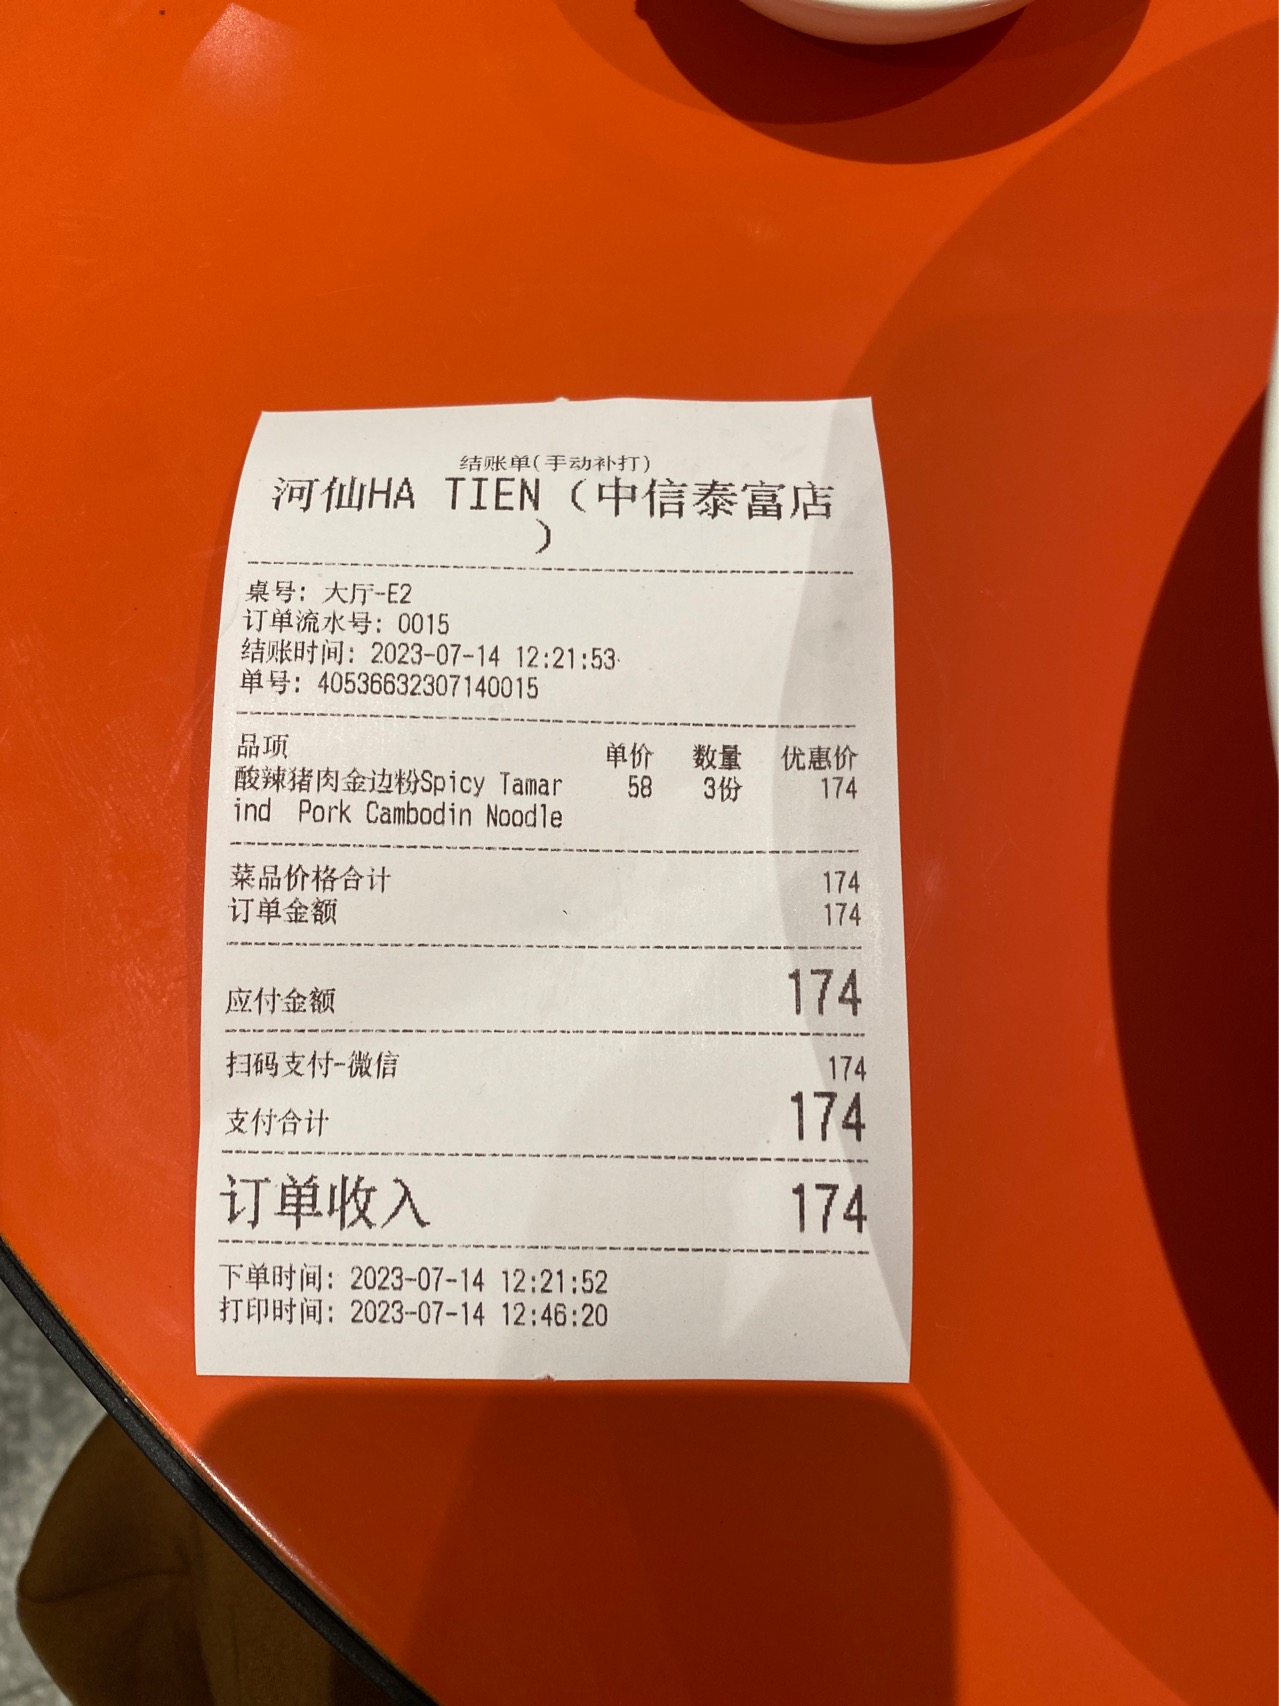 结账单(手动补打)
河仙HA TIEN（中信泰富店
）
桌号: 大厅-E2
订单流水号: 0015
结账时间: 2023-07-14 12:21:53
单号: 40536632307140015
品项 单价 数量 优惠价
酸辣猪肉金边粉Spicy Tamar 58 3份 174
ind Pork Cambodin Noodle
菜品价格合计 174
订单金额 174
应付金额 174
扫码支付-微信 174
支付合计 174
订单收入 174
下单时间: 2023-07-14 12:21:52
打印时间: 2023-07-14 12:46:20